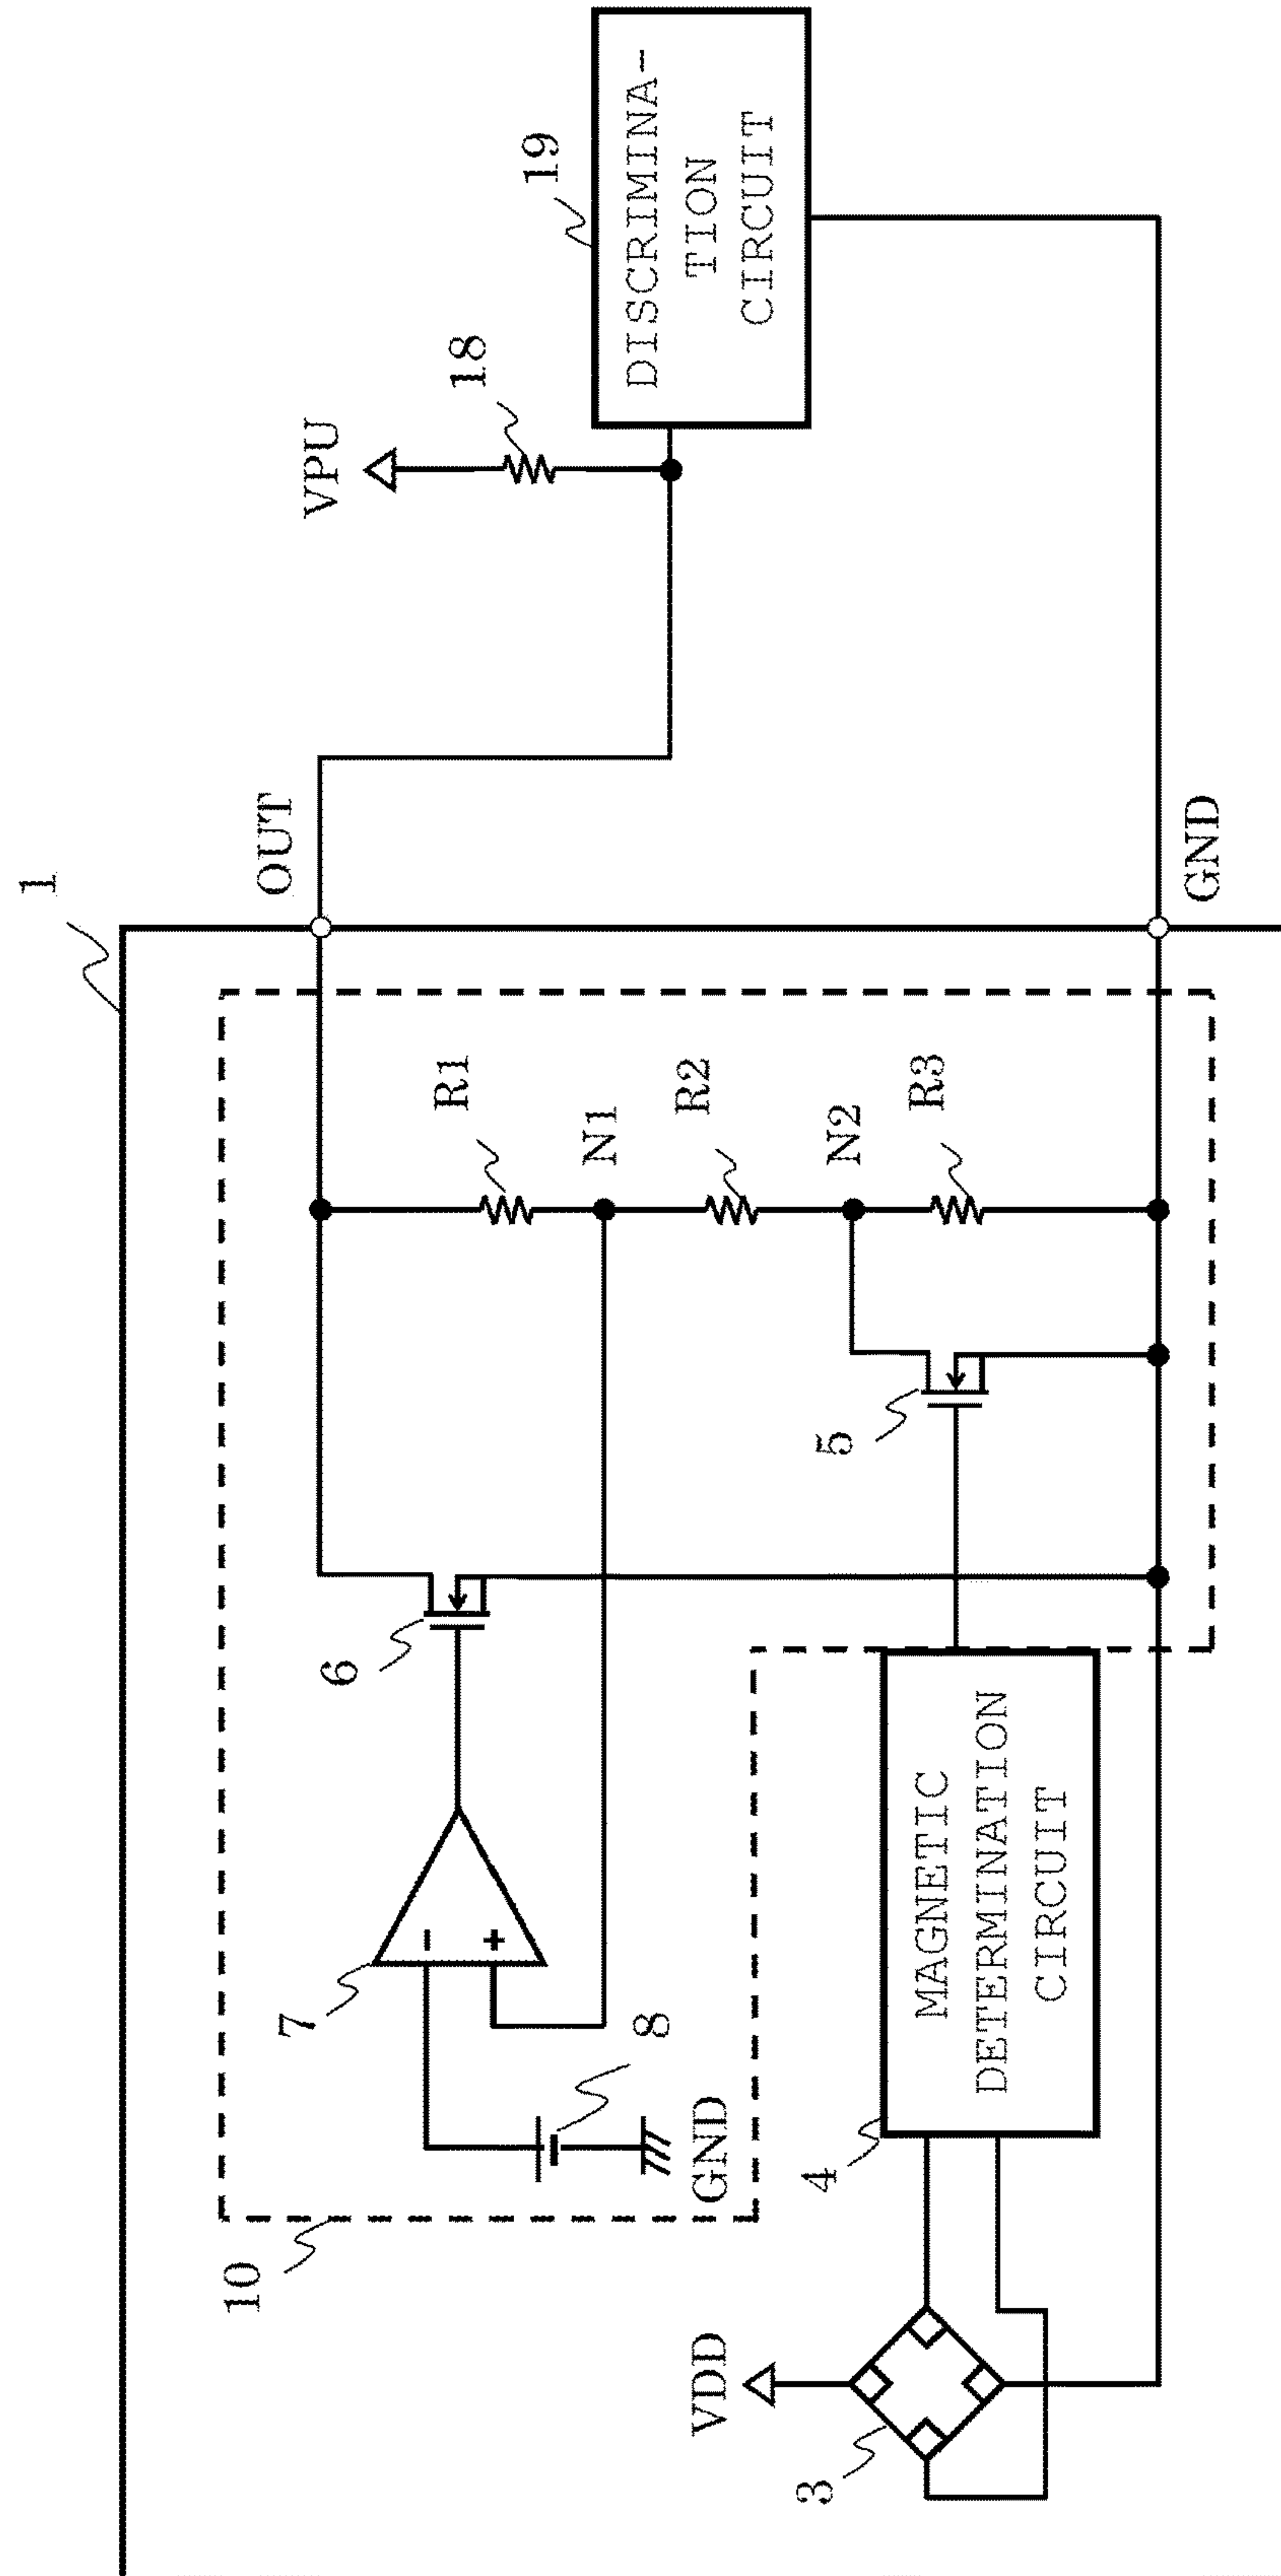 1
10
VDD
3
4
MAGNETIC
DETERMINATION
CIRCUIT
7
-
+
8
GND
6
5
R1
N1
R2
N2
R3
OUT
GND
VPU
18
19
DISCRIMINA-
TION
CIRCUIT